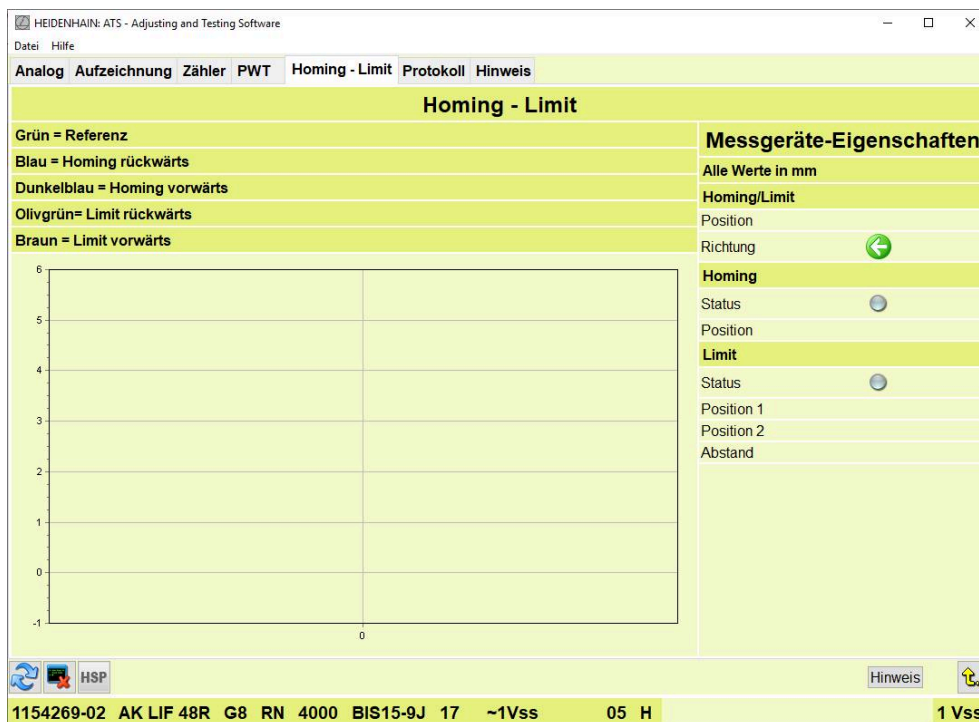 HEIDENHAIN: ATS - Adjusting and Testing Software
Datei Hilfe
Analog Aufzeichnung Zähler PWT Homing - Limit Protokoll Hinweis
Homing - Limit
Grün = Referenz
Blau = Homing rückwärts
Dunkelblau = Homing vorwärts
Olivgrün= Limit rückwärts
Braun = Limit vorwärts
6
5
4
3
2
1
0
-1
0
Messgeräte-Eigenschaften
Alle Werte in mm
Homing/Limit
Position
Richtung
Homing
Status
Position
Limit
Status
Position 1
Position 2
Abstand
HSP
Hinweis
1154269-02 AK LIF 48R G8 RN 4000 BIS15-9J 17 ~1Vss 05 H
1 Vss